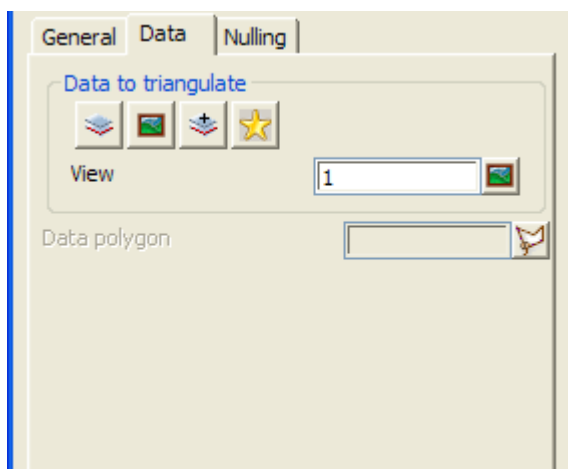 General Data Nulling
Data to triangulate
View 1
Data polygon